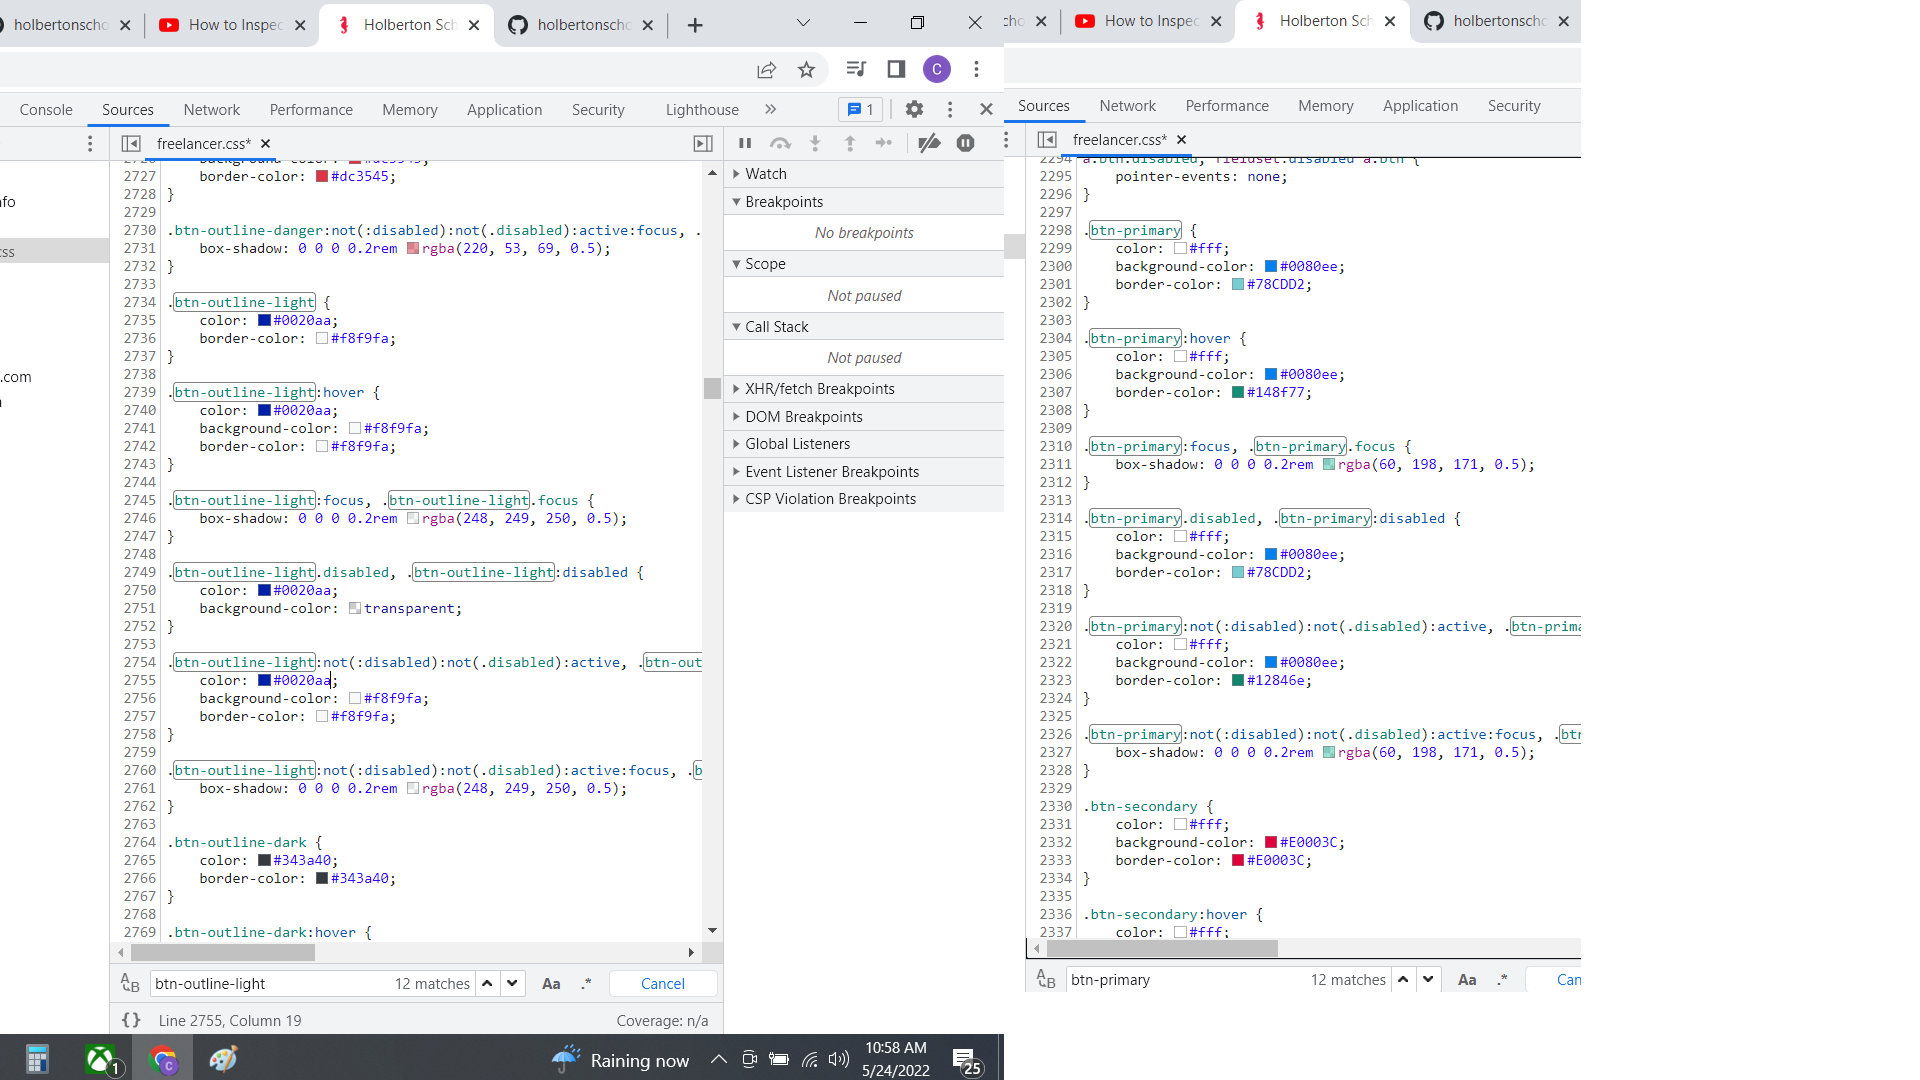 holbertonscho
How to Inspec
Holberton Sch
holbertonscho
C
Console
Sources
Network
Performance
Memory
Application
Security
Lighthouse
1
freelancer.css*
nfo
css
.com
2727     border-color: #dc3545;
2728 }
2729
2730 .btn-outline-danger:not(:disabled):not(.disabled):active:focus, .
2731     box-shadow: 0 0 0 0.2rem rgba(220, 53, 69, 0.5);
2732 }
2733
2734 .btn-outline-light {
2735     color: #0020aa;
2736     border-color: #f8f9fa;
2737 }
2738
2739 .btn-outline-light:hover {
2740     color: #0020aa;
2741     background-color: #f8f9fa;
2742     border-color: #f8f9fa;
2743 }
2744
2745 .btn-outline-light:focus, .btn-outline-light.focus {
2746     box-shadow: 0 0 0 0.2rem rgba(248, 249, 250, 0.5);
2747 }
2748
2749 .btn-outline-light.disabled, .btn-outline-light:disabled {
2750     color: #0020aa;
2751     background-color: transparent;
2752 }
2753
2754 .btn-outline-light:not(:disabled):not(.disabled):active, .btn-out
2755     color: #0020aa;
2756     background-color: #f8f9fa;
2757     border-color: #f8f9fa;
2758 }
2759
2760 .btn-outline-light:not(:disabled):not(.disabled):active:focus, .b
2761     box-shadow: 0 0 0 0.2rem rgba(248, 249, 250, 0.5);
2762 }
2763
2764 .btn-outline-dark {
2765     color: #343a40;
2766     border-color: #343a40;
2767 }
2768
2769 .btn-outline-dark:hover {
btn-outline-light
12 matches
Aa
.*
Cancel
{} Line 2755, Column 19
Coverage: n/a
Watch
Breakpoints
No breakpoints
Scope
Not paused
Call Stack
Not paused
XHR/fetch Breakpoints
DOM Breakpoints
Global Listeners
Event Listener Breakpoints
CSP Violation Breakpoints
1
C
Raining now
10:58 AM
5/24/2022
25
cho
How to Inspec
Holberton Sch
holbertonscho
Sources
Network
Performance
Memory
Application
Security
freelancer.css*
2294 a.btn.disabled, fieldset.disabled a.btn {
2295     pointer-events: none;
2296 }
2297
2298 .btn-primary {
2299     color: #fff;
2300     background-color: #0080ee;
2301     border-color: #78CDD2;
2302 }
2303
2304 .btn-primary:hover {
2305     color: #fff;
2306     background-color: #0080ee;
2307     border-color: #148f77;
2308 }
2309
2310 .btn-primary:focus, .btn-primary.focus {
2311     box-shadow: 0 0 0 0.2rem rgba(60, 198, 171, 0.5);
2312 }
2313
2314 .btn-primary.disabled, .btn-primary:disabled {
2315     color: #fff;
2316     background-color: #0080ee;
2317     border-color: #78CDD2;
2318 }
2319
2320 .btn-primary:not(:disabled):not(.disabled):active, .btn-prima
2321     color: #fff;
2322     background-color: #0080ee;
2323     border-color: #12846e;
2324 }
2325
2326 .btn-primary:not(:disabled):not(.disabled):active:focus, .btn
2327     box-shadow: 0 0 0 0.2rem rgba(60, 198, 171, 0.5);
2328 }
2329
2330 .btn-secondary {
2331     color: #fff;
2332     background-color: #E0003C;
2333     border-color: #E0003C;
2334 }
2335
2336 .btn-secondary:hover {
2337     color: #fff;
btn-primary
12 matches
Aa
.*
Can